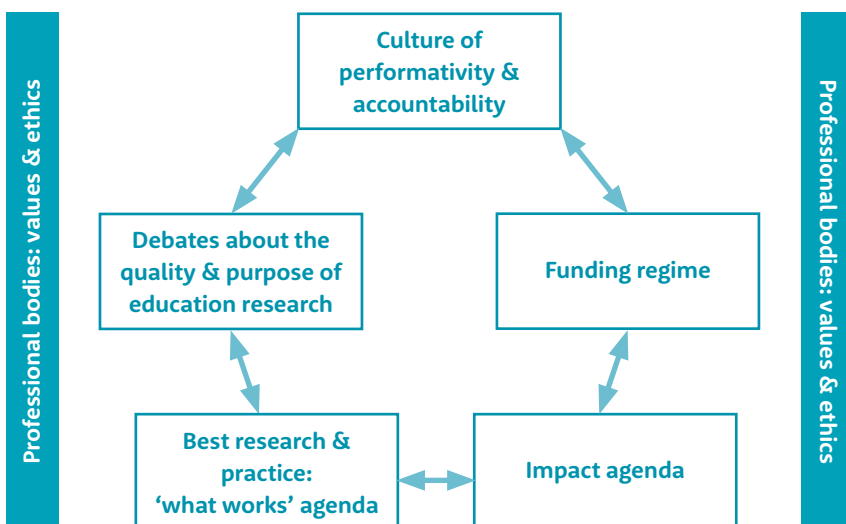 Professional bodies: values & ethics
Culture of
performativity &
accountability
Debates about the
quality & purpose of
education research
Funding regime
Best research &
practice:
‘what works’ agenda
Impact agenda
Professional bodies: values & ethics